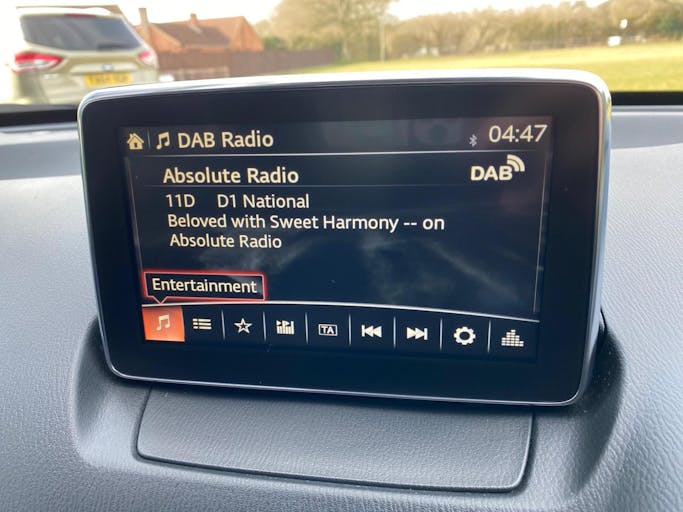 DAB Radio
04:47
Absolute Radio
DAB
11D D1 National
Beloved with Sweet Harmony -- on
Absolute Radio
Entertainment
TA